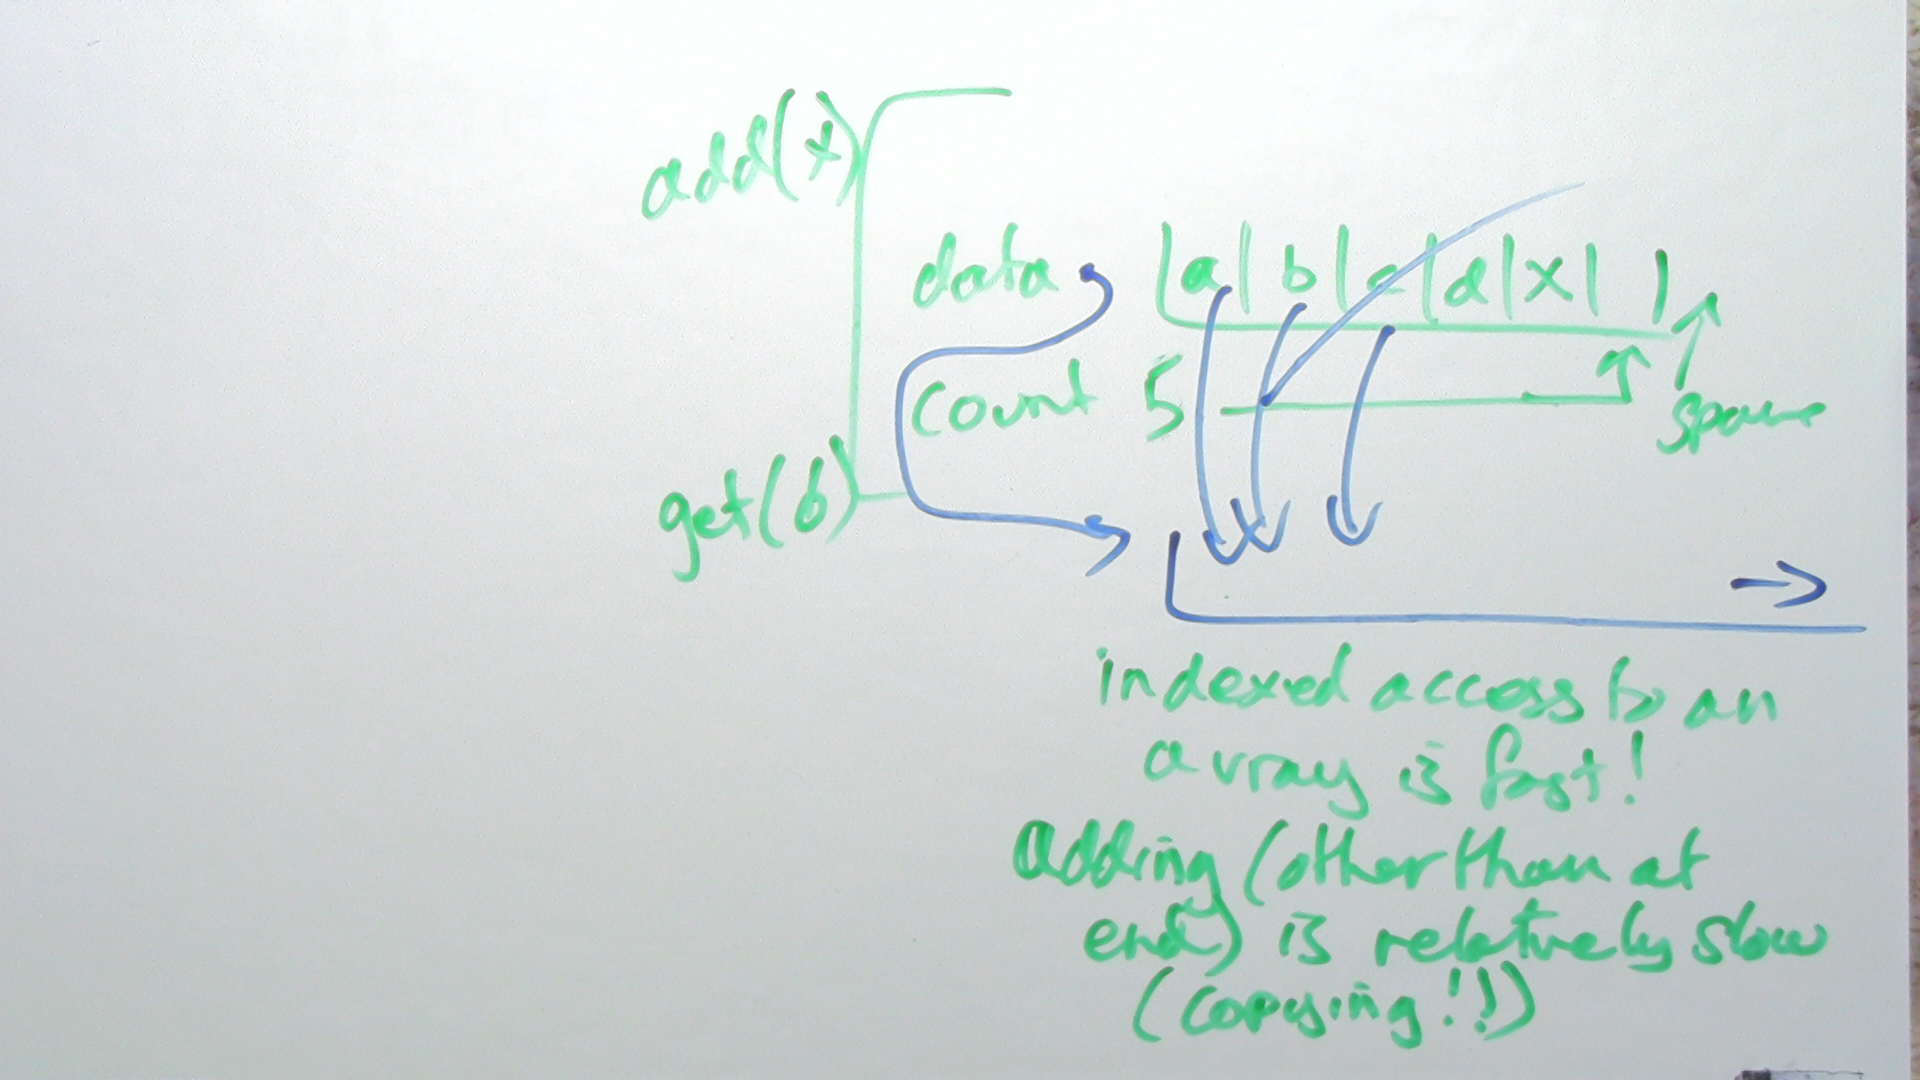 add(x)
data |a|b|c|d|x| |
count 5
spare
get(6)
indexed access to an
array is fast!
Adding (other than at
end) is relatively slow
(copying!!)